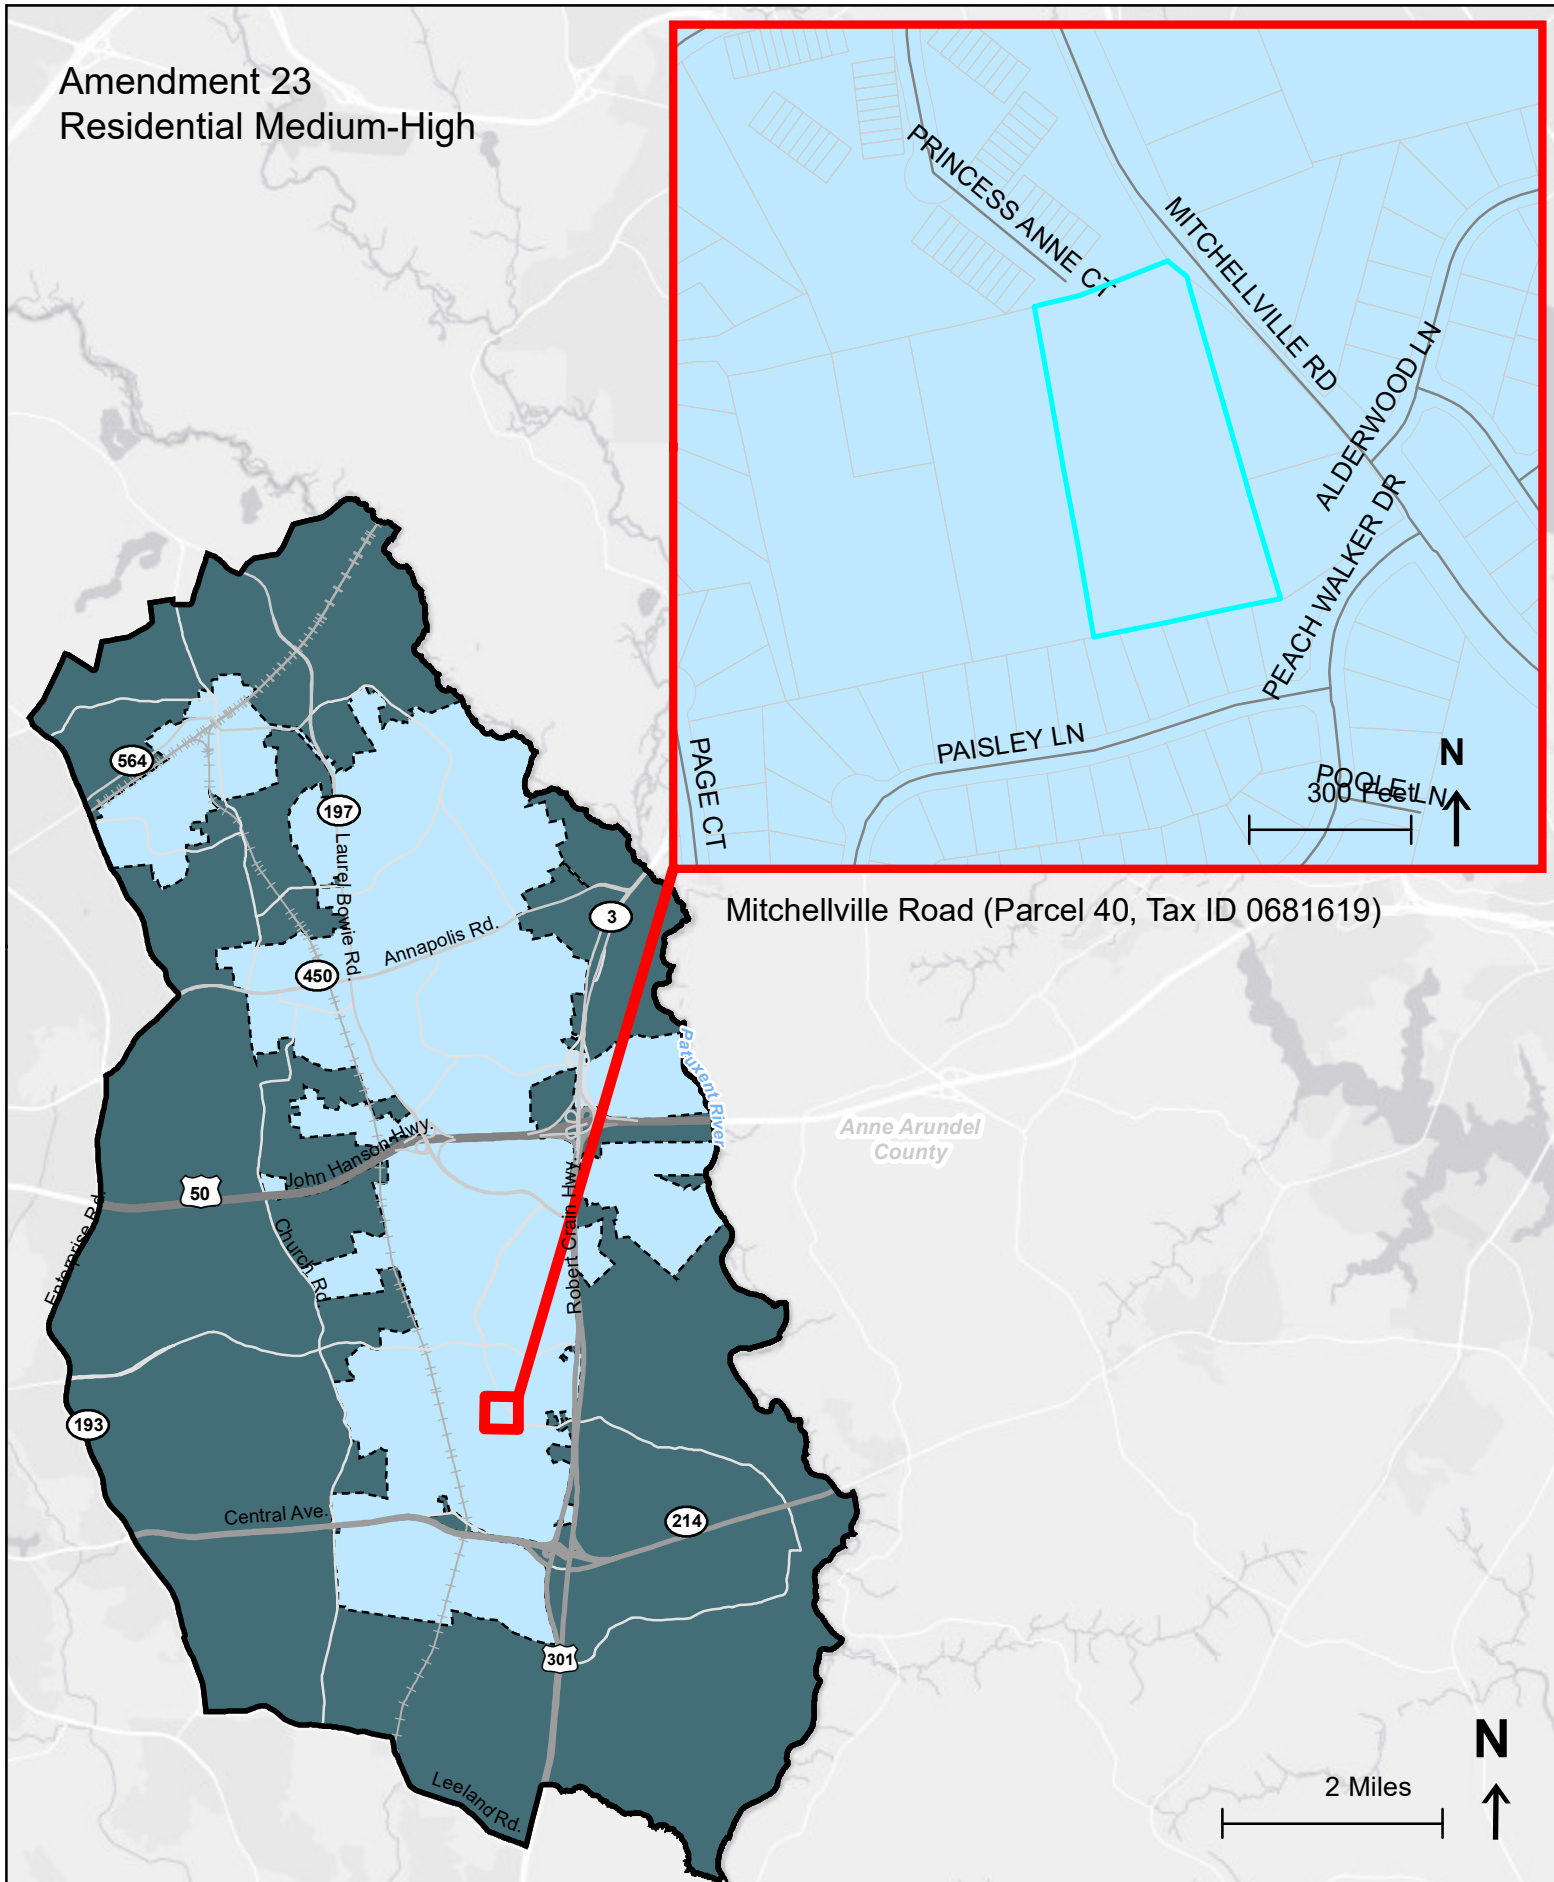 Amendment 23
Residential Medium-High
PRINCESS ANNE CT
MITCHELLVILLE RD
ALDERWOOD LN
PEACH WALKER DR
PAISLEY LN
PAGE CT
POOLE LN
300 Feet
N
Mitchellville Road (Parcel 40, Tax ID 0681619)
564
197
Laurel Bowie Rd.
3
Annapolis Rd.
450
Patuxent River
Anne Arundel
County
John Hanson Hwy.
50
Enterprise Rd.
Church Rd.
Robert Crain Hwy.
193
Central Ave.
214
301
Leeland Rd.
2 Miles
N